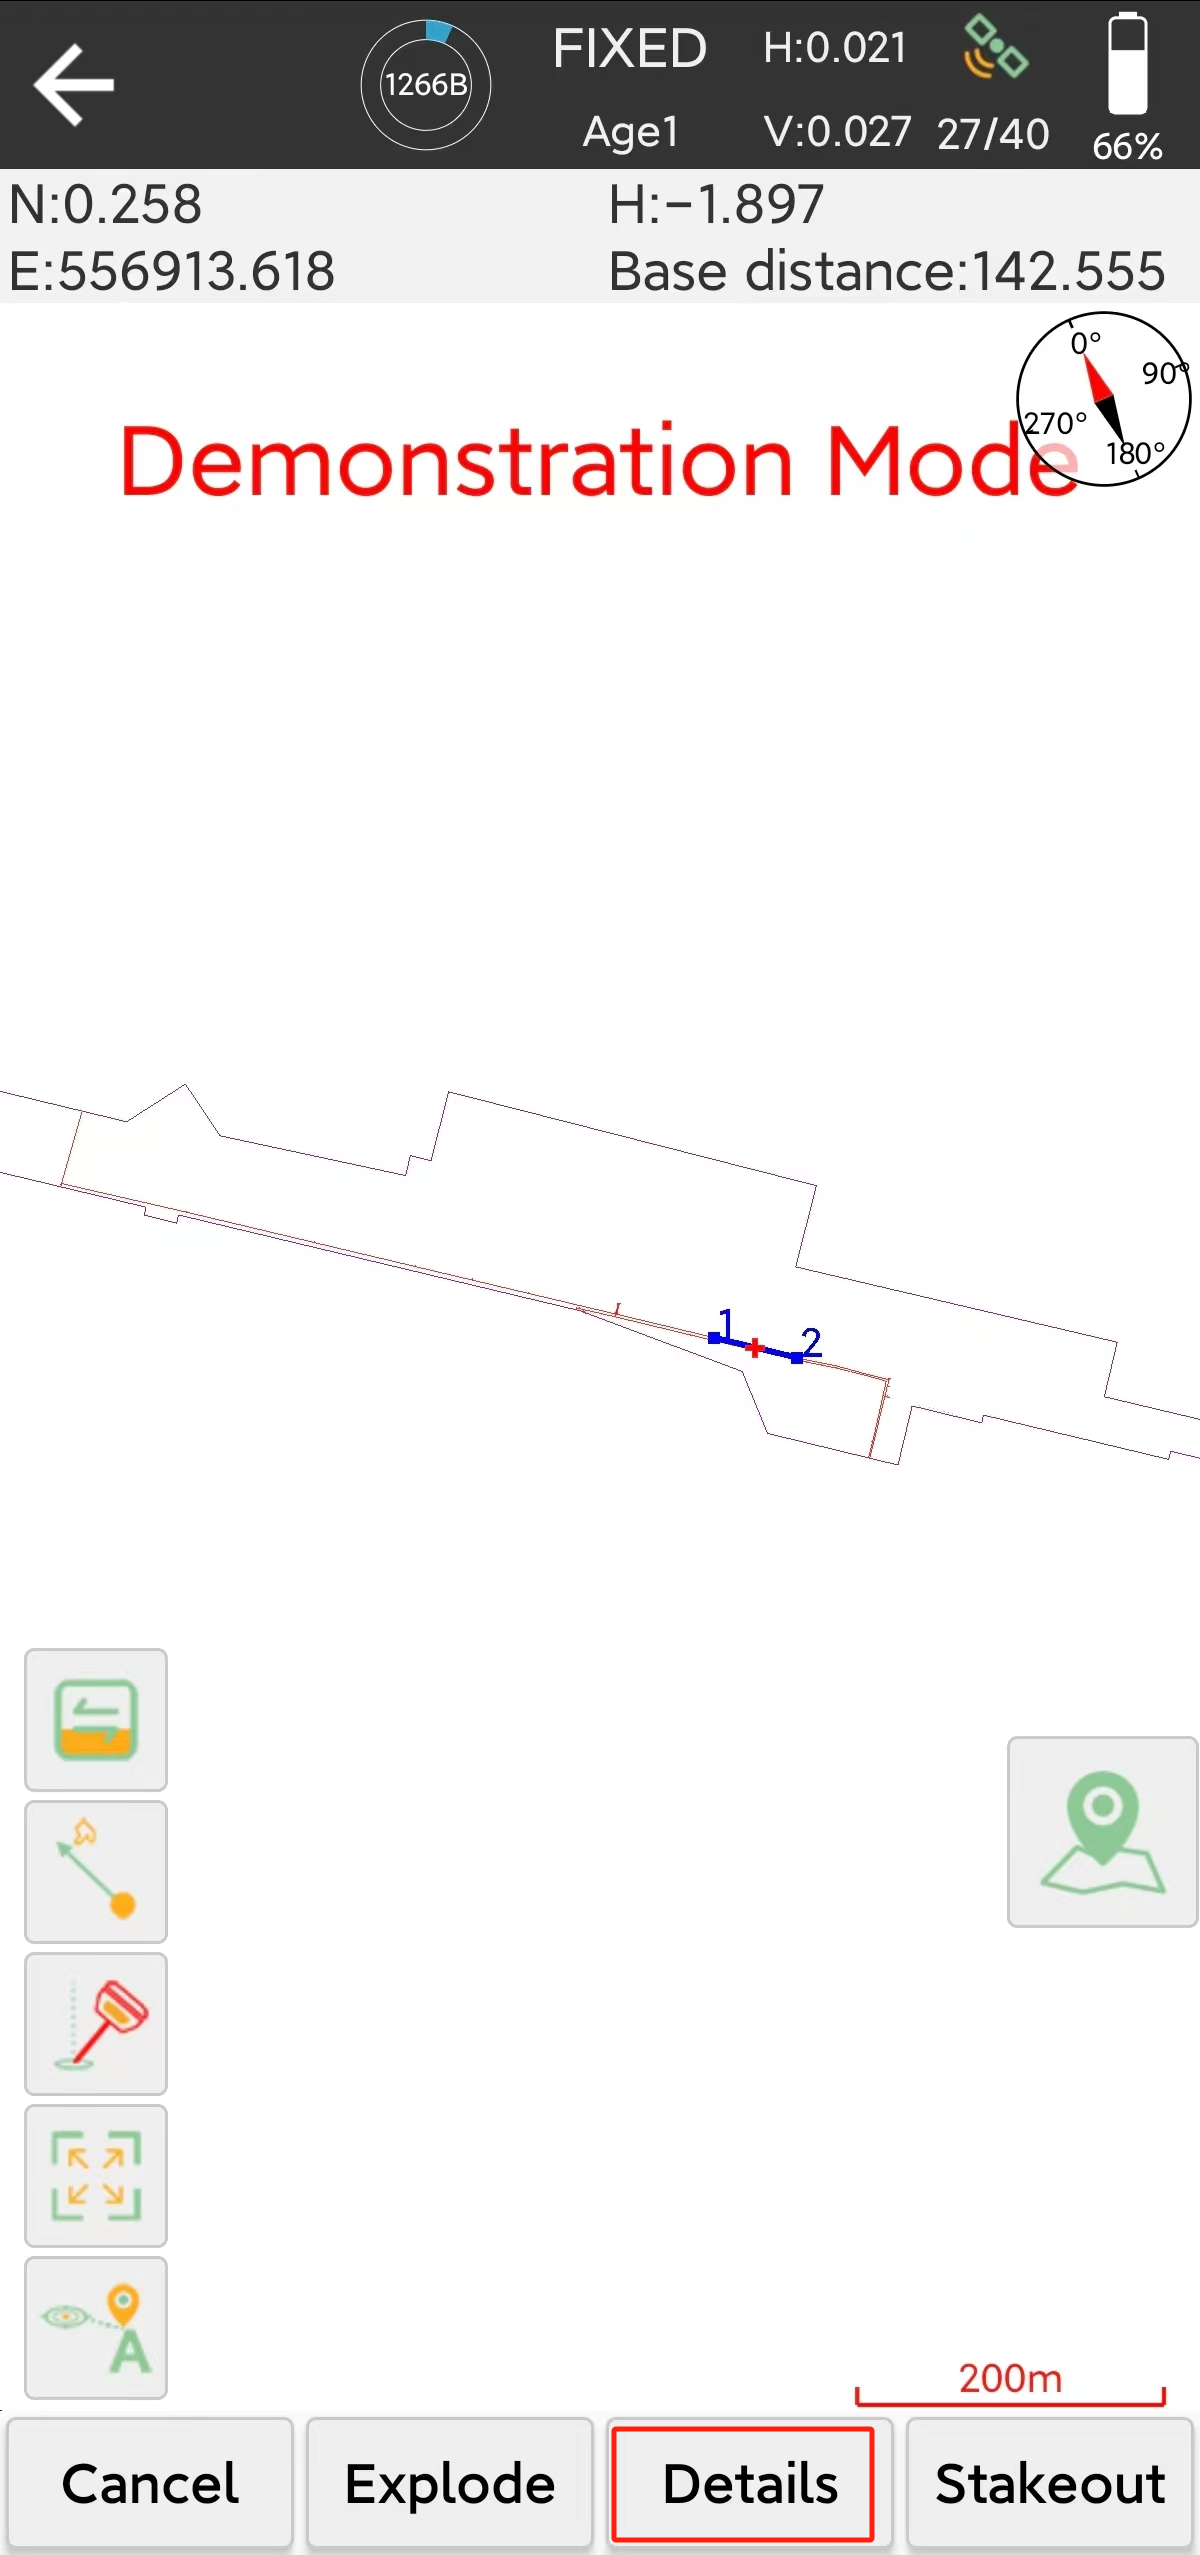 1266B
FIXED
H:0.021
Age1
V:0.027
27/40
66%
N:0.258
H:-1.897
E:556913.618
Base distance:142.555
0°
90°
270°
180°
Demonstration Mode
1
2
A
200m
Cancel
Explode
Details
Stakeout